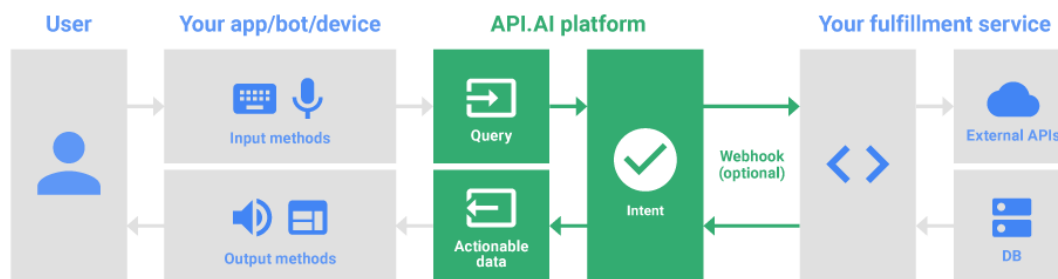 User
Your app/bot/device
API.AI platform
Your fulfillment service
Input methods
Query
External APIs
Webhook
(optional)
Intent
Output methods
Actionable
data
DB